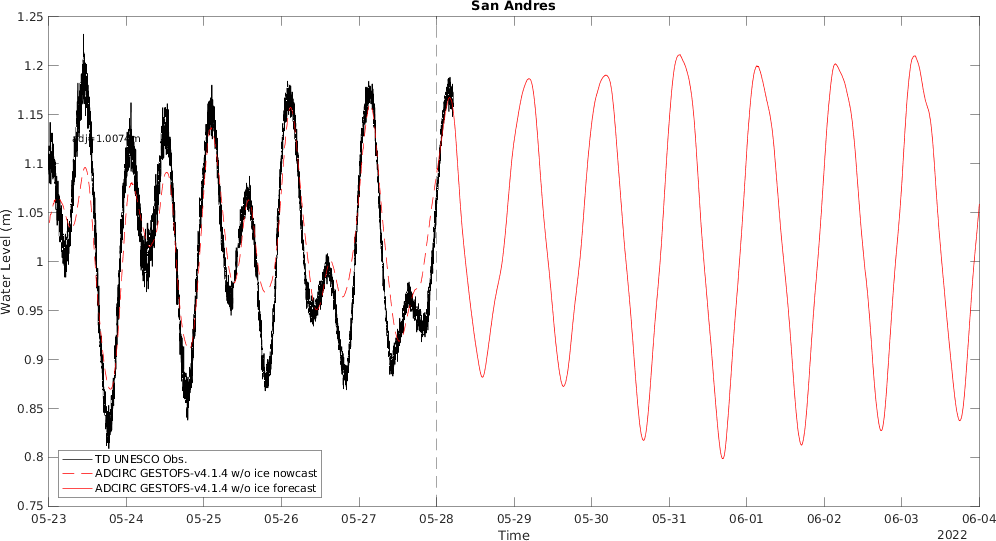 San Andres
1.25
1.2
1.15
1.1
1.05
1
0.95
0.9
0.85
0.8
0.75
Water Level (m)
TD UNESCO Obs.
ADCIRC GESTOFS-v4.1.4 w/o ice nowcast
ADCIRC GESTOFS-v4.1.4 w/o ice forecast
05-23 05-24 05-25 05-26 05-27 05-28 05-29 05-30 05-31 06-01 06-02 06-03 06-04
Time
2022